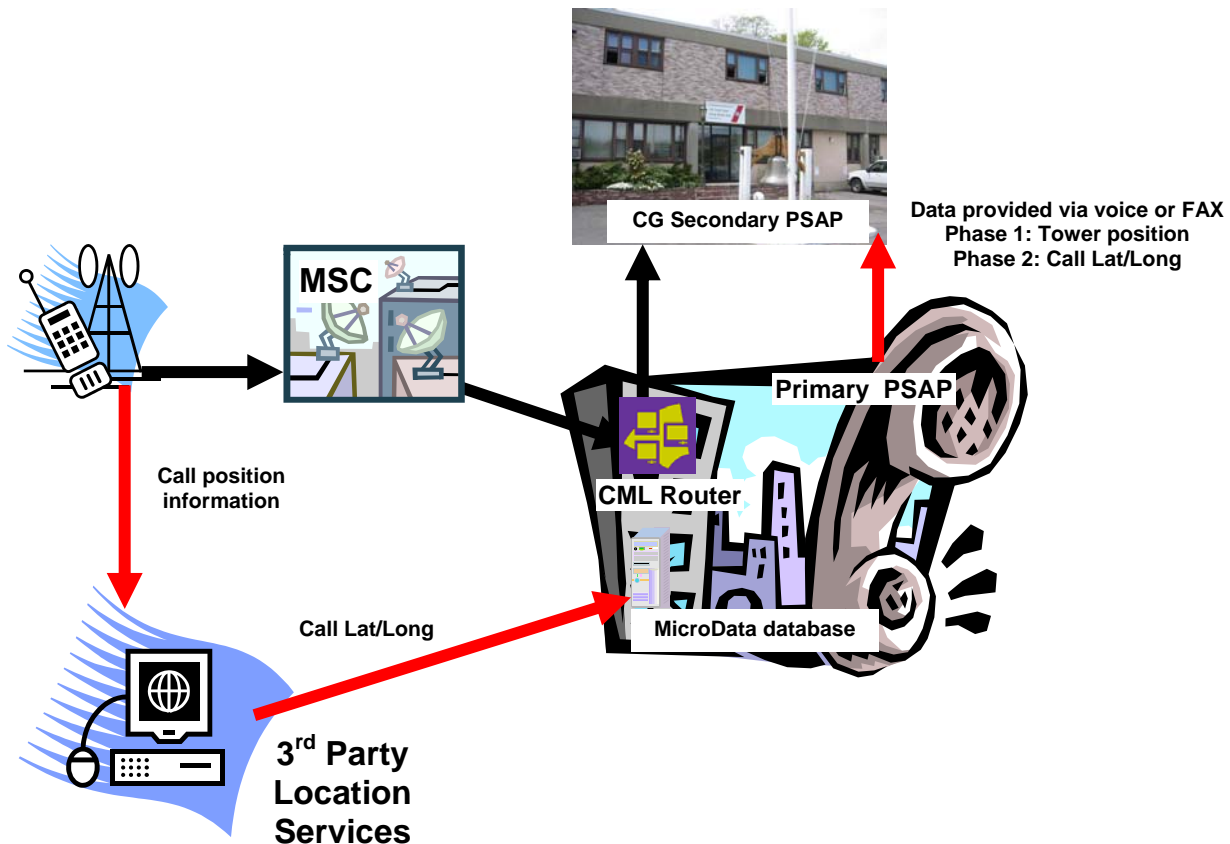 CG Secondary PSAP
Data provided via voice or FAX
Phase 1: Tower position
Phase 2: Call Lat/Long
MSC
Primary PSAP
CML Router
Call position
information
Call Lat/Long
MicroData database
3rd Party
Location
Services